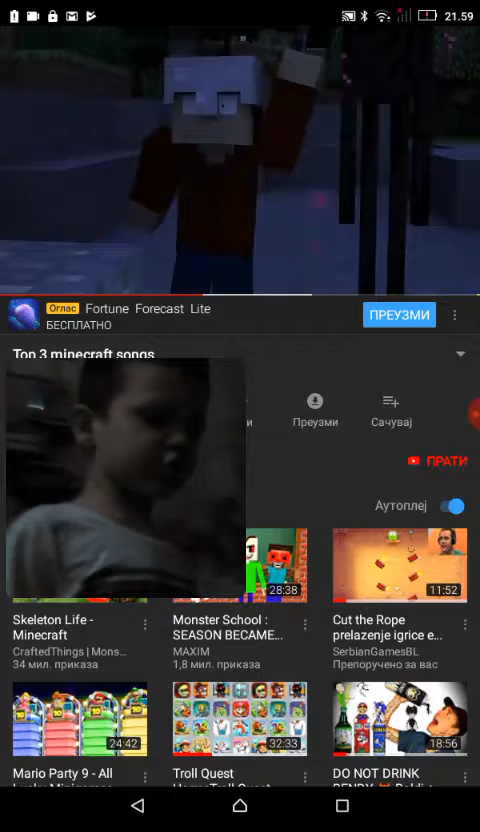 21.59
Оглас Fortune Forecast Lite
БЕСПЛАТНО
ПРЕУЗМИ
Top 3 minecraft songs
Преузми
Сачувај
ПРАТИ
Аутоплеј
28:38
11:52
Skeleton Life -
Minecraft
CraftedThings | Mons...
34 мил. приказа
Monster School :
SEASON BECAME...
MAXIM
1,8 мил. приказа
Cut the Rope
prelazenje igrice e...
SerbianGamesBL
Препоручено за вас
24:42
32:33
18:56
Mario Party 9 - All
Troll Quest
DO NOT DRINK